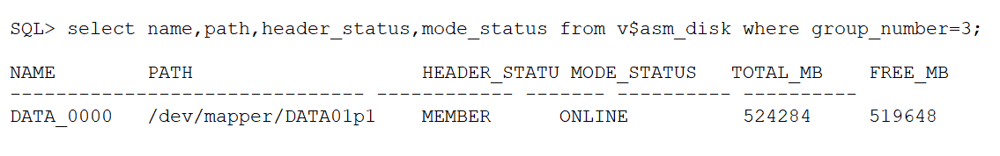 SQL> select name,path,header_status,mode_status from v$asm_disk where group_number=3;
NAME PATH HEADER_STATU MODE_STATUS TOTAL_MB FREE_MB
------------------------------- ------------ ------- ---------- ----------
DATA_0000 /dev/mapper/DATA01p1 MEMBER ONLINE 524284 519648